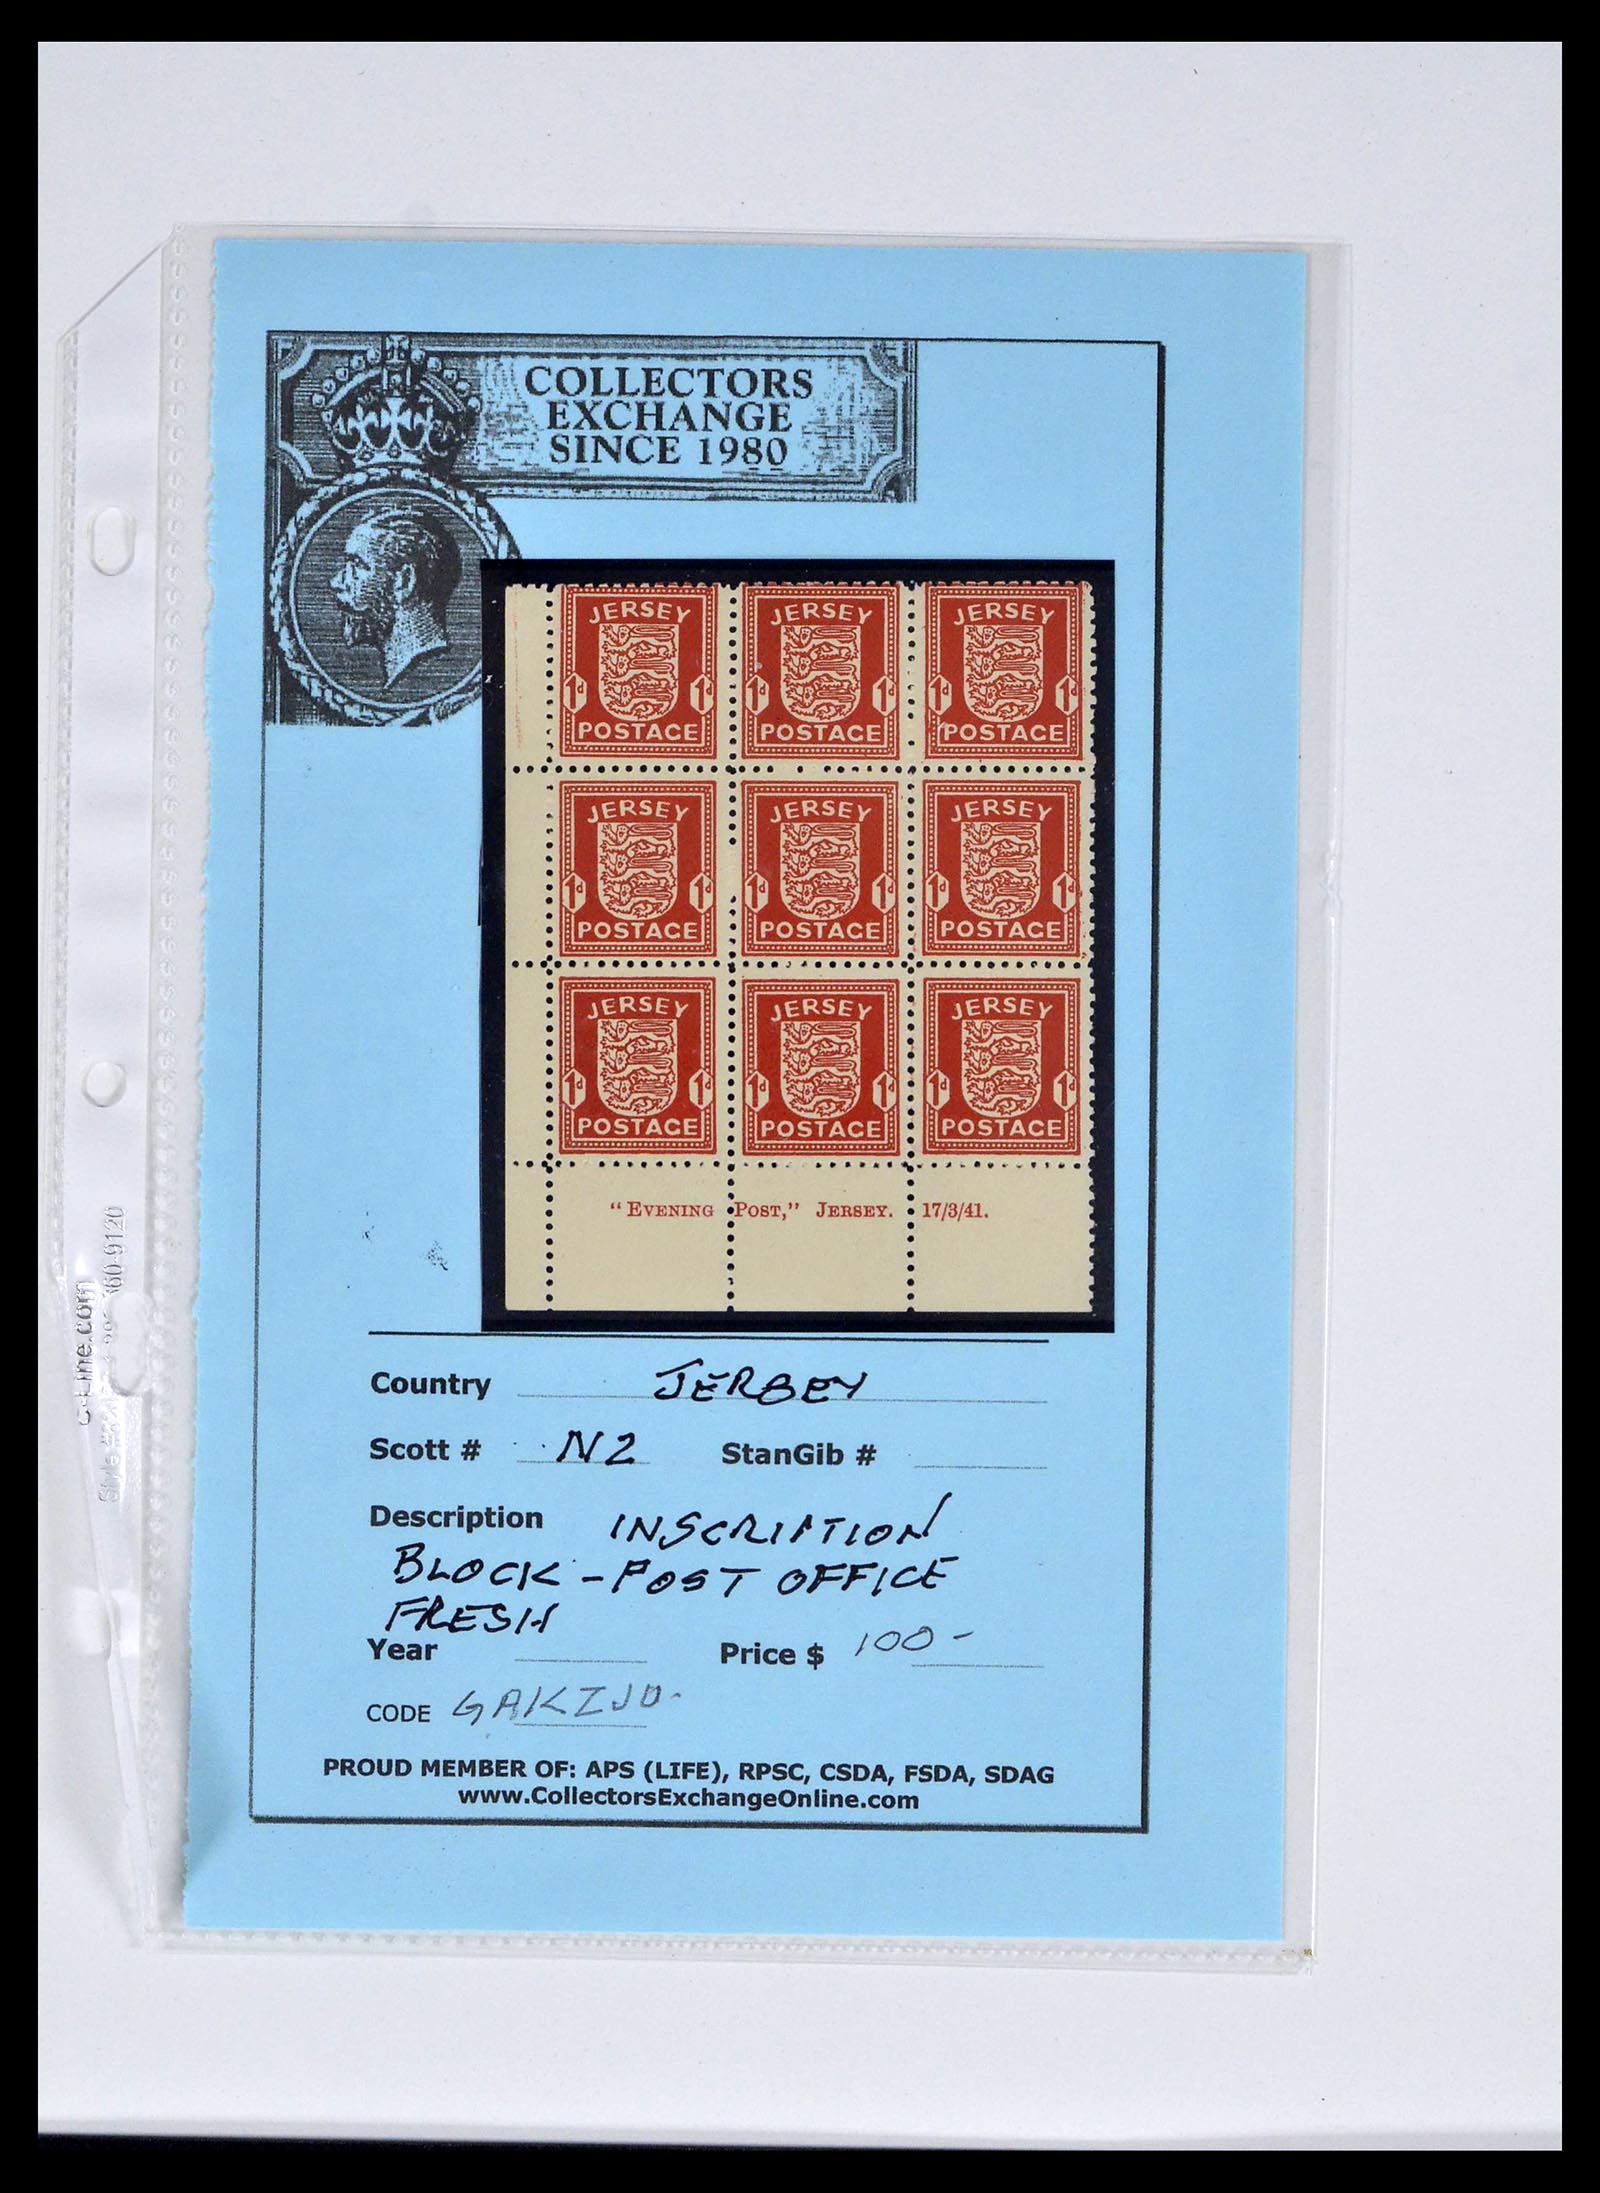 COLLECTORS
EXCHANGE
SINCE 1980
JERSEY JERSEY JERSEY
1d 1d 1d 1d 1d 1d
POSTAGE POSTAGE POSTAGE
JERSEY JERSEY JERSEY
1d 1d 1d 1d 1d 1d
POSTAGE POSTAGE POSTAGE
JERSEY JERSEY JERSEY
1d 1d 1d 1d 1d 1d
POSTAGE POSTAGE POSTAGE
"EVENING POST," JERSEY. 17/3/41.
Country JERSEY
Scott # N2 StanGib #
Description INSCRIPTION
BLOCK - POST OFFICE
FRESH
Year Price $ 100-
CODE GAKZJD-
PROUD MEMBER OF: APS (LIFE), RPSC, CSDA, FSDA, SDAG
www.CollectorsExchangeOnline.com